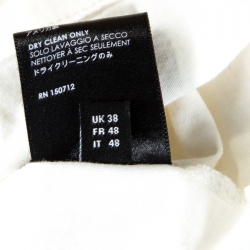 DRY CLEAN ONLY
SOLO LAVAGGIO A SECCO
NETTOYER À SEC SEULEMENT
ドライクリーニングのみ
RN 150712
UK 38
FR 48
IT 48